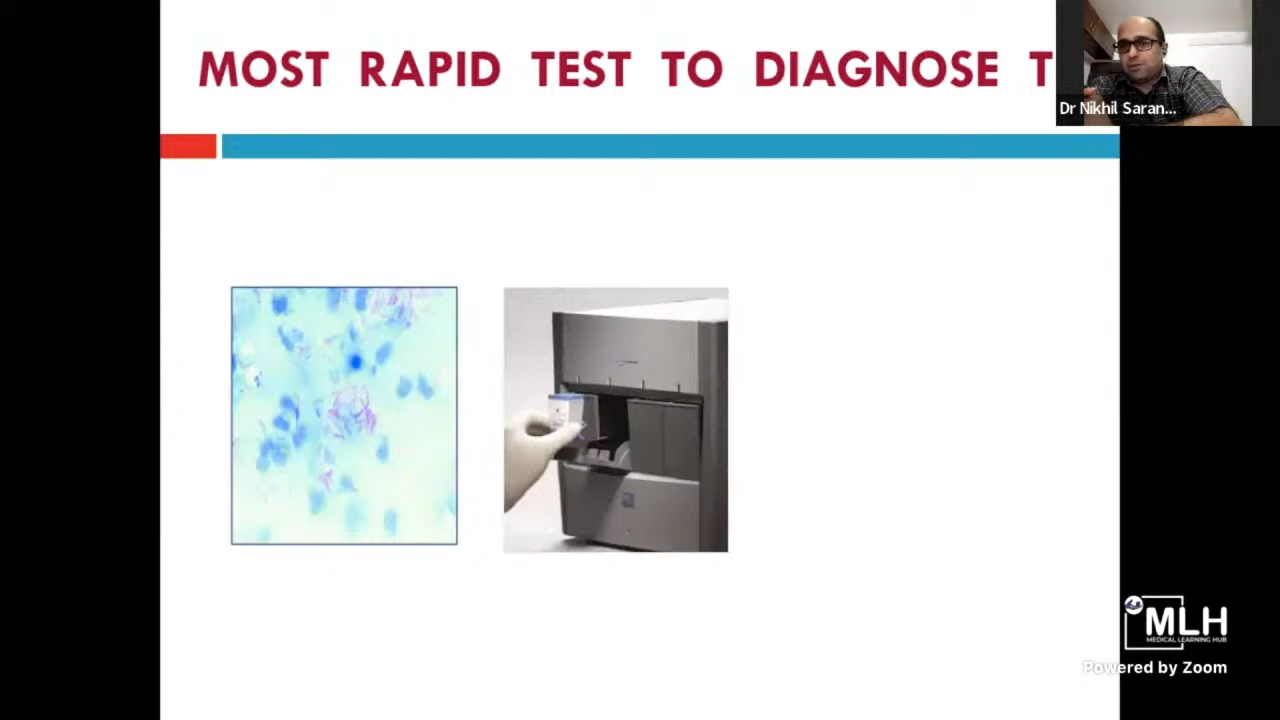 MOST RAPID TEST TO DIAGNOSE T
Dr Nikhil Saran...
MLH
MEDICAL LEARNING HUB
Powered by Zoom